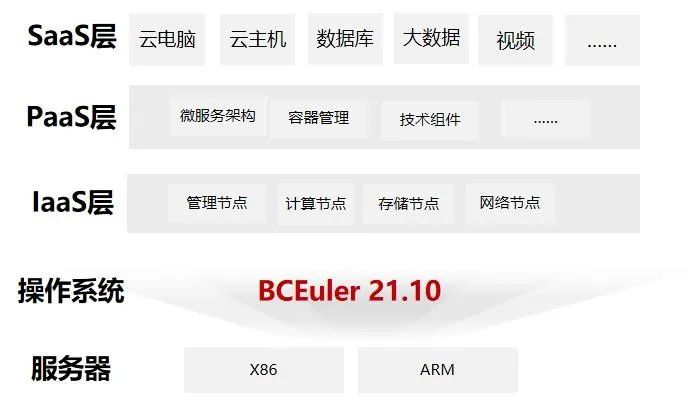 SaaS层 云电脑 云主机 数据库 大数据 视频 ......
PaaS层 微服务架构 容器管理 技术组件 ......
IaaS层 管理节点 计算节点 存储节点 网络节点
操作系统 BCEuler 21.10
服务器 X86 ARM